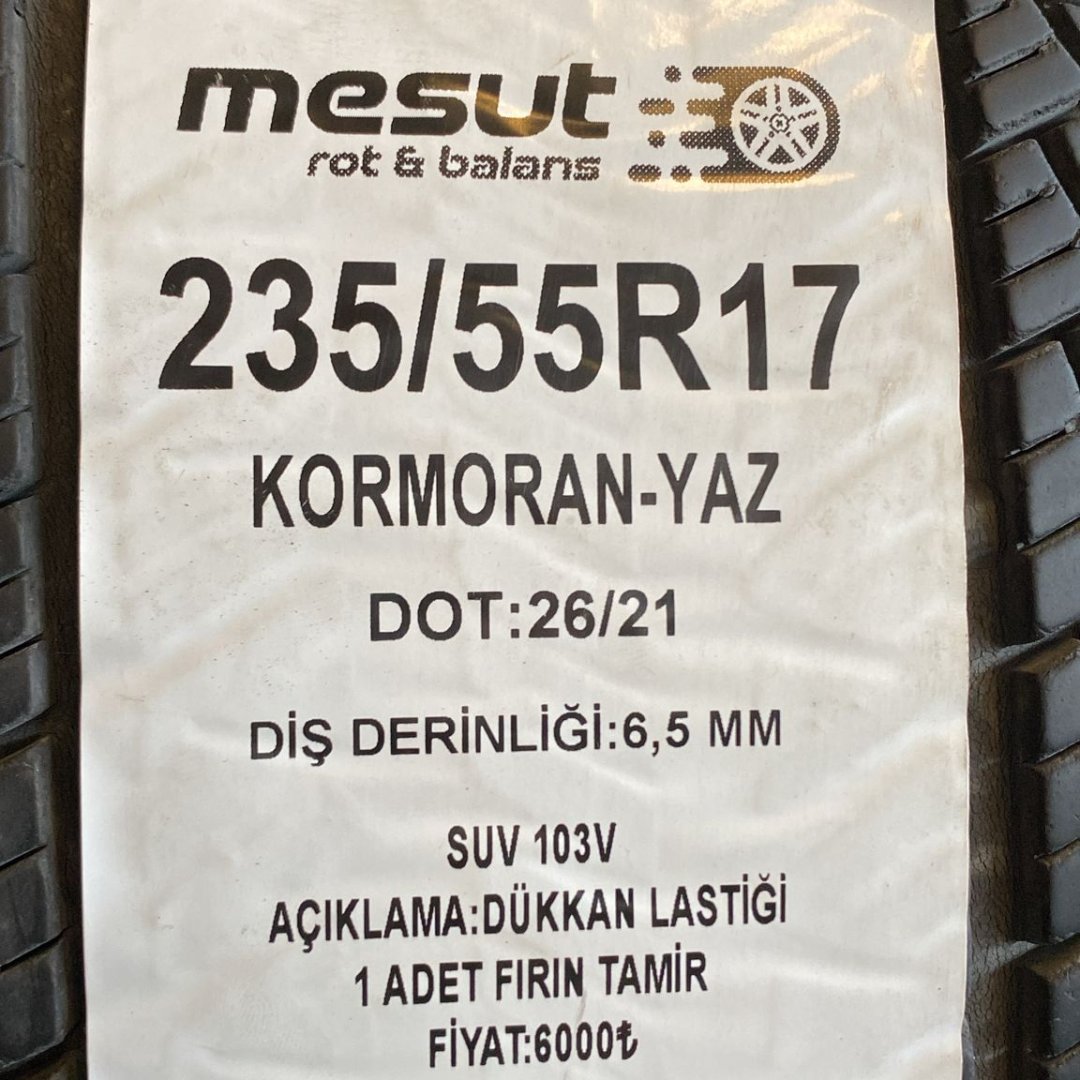 mesut
rot & balans
235/55R17
KORMORAN-YAZ
DOT:26/21
DİŞ DERİNLİĞİ:6,5 MM
SUV 103V
AÇIKLAMA:DÜKKAN LASTİĞİ
1 ADET FIRIN TAMİR
FİYAT:6000₺